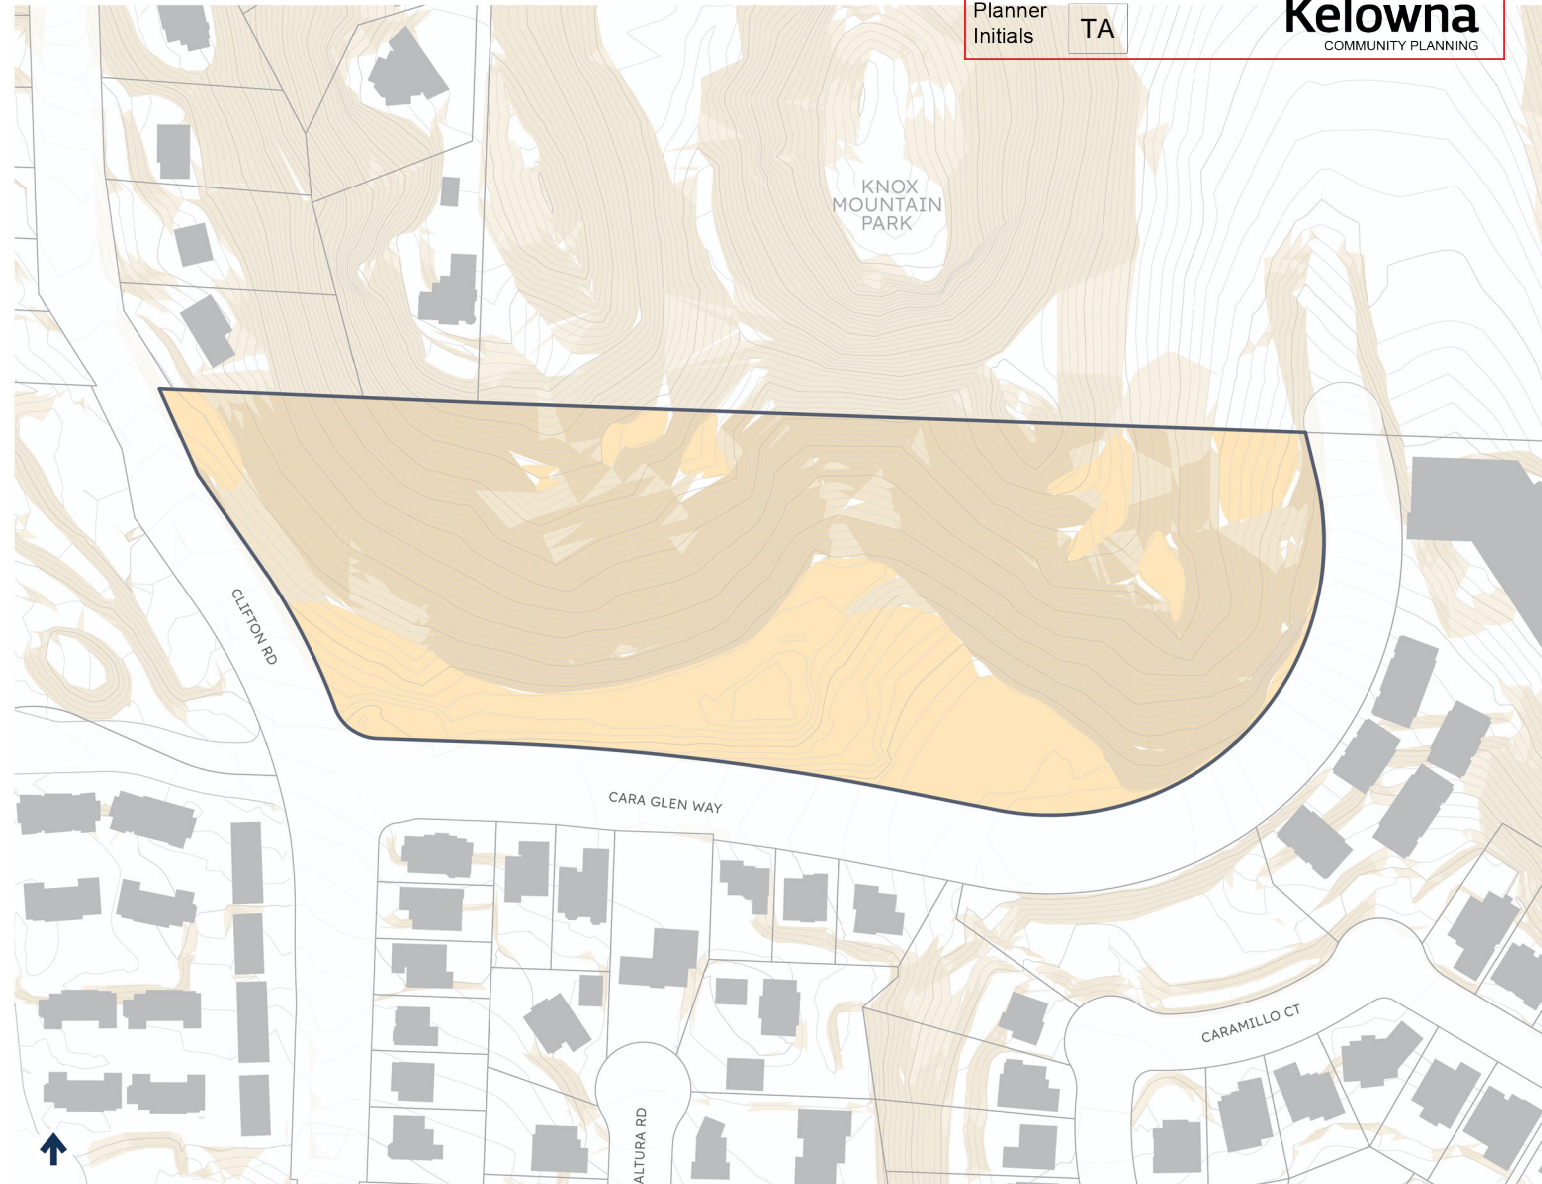 Planner
Initials
TA
Kelowna
COMMUNITY PLANNING
KNOX
MOUNTAIN
PARK
CLIFTON RD
CARA GLEN WAY
CARAMILLO CT
ALTURA RD